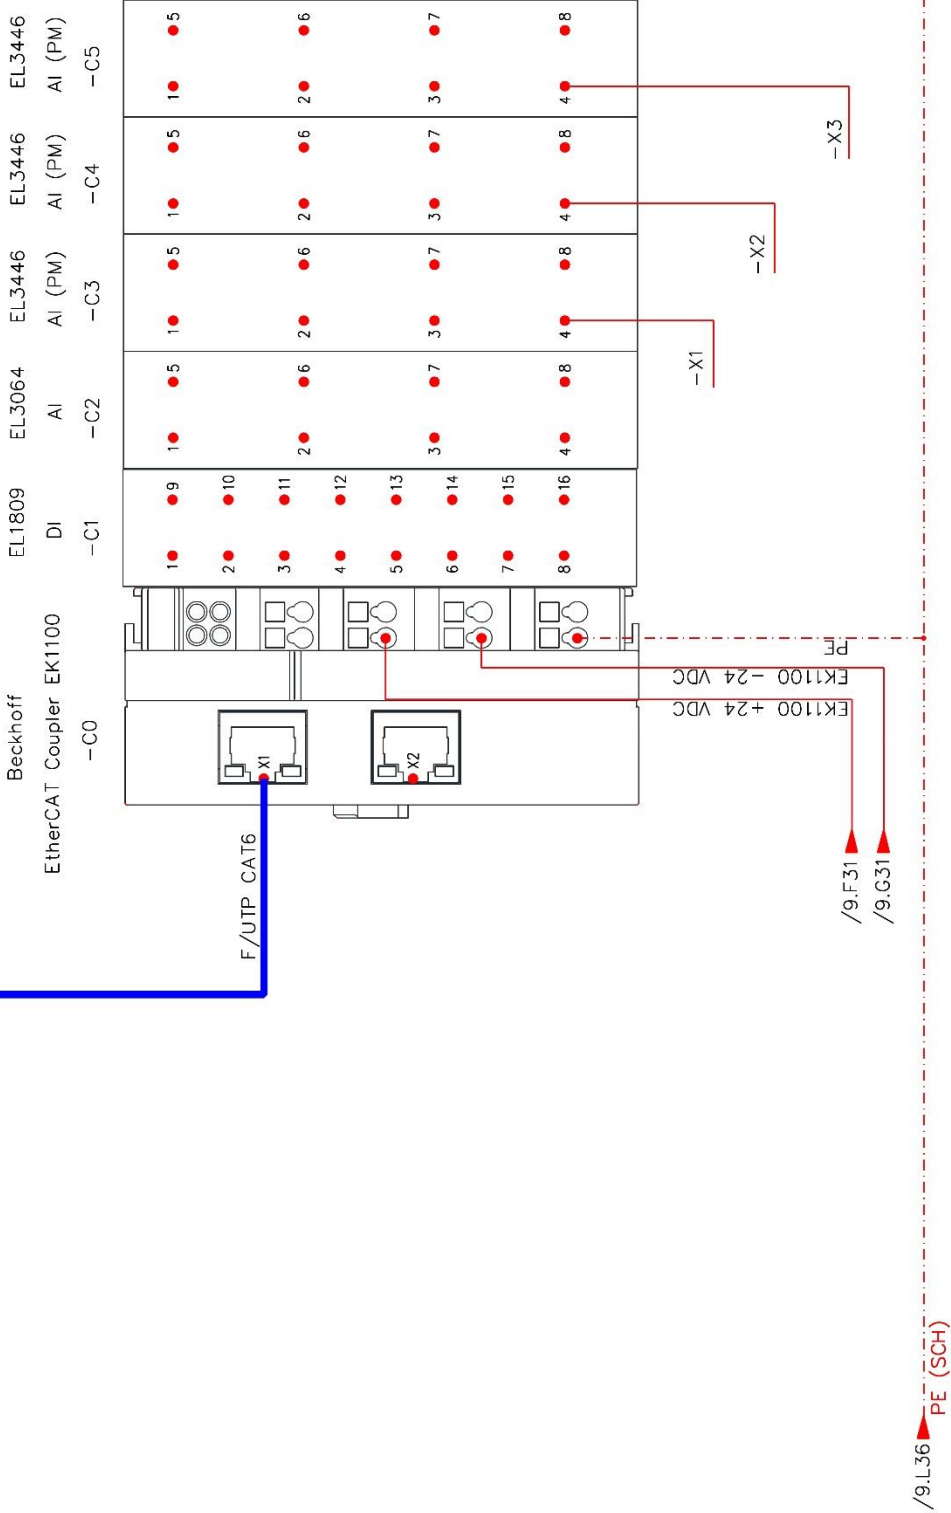 Beckhoff
EtherCAT Coupler EK1100
-C0
EL1809
DI
-C1
EL3064
AI
-C2
EL3446
AI (PM)
-C3
EL3446
AI (PM)
-C4
EL3446
AI (PM)
-C5
F/UTP CAT6
X1
X2
1 9
2 10
3 11
4 12
5 13
6 14
7 15
8 16
1 5
2 6
3 7
4 8
1 5
2 6
3 7
4 8
1 5
2 6
3 7
4 8
1 5
2 6
3 7
4 8
EK1100 +24 VDC
EK1100 -24 VDC
PE
-X1
-X2
-X3
/9.F31
/9.G31
/9.L36
PE (SCH)